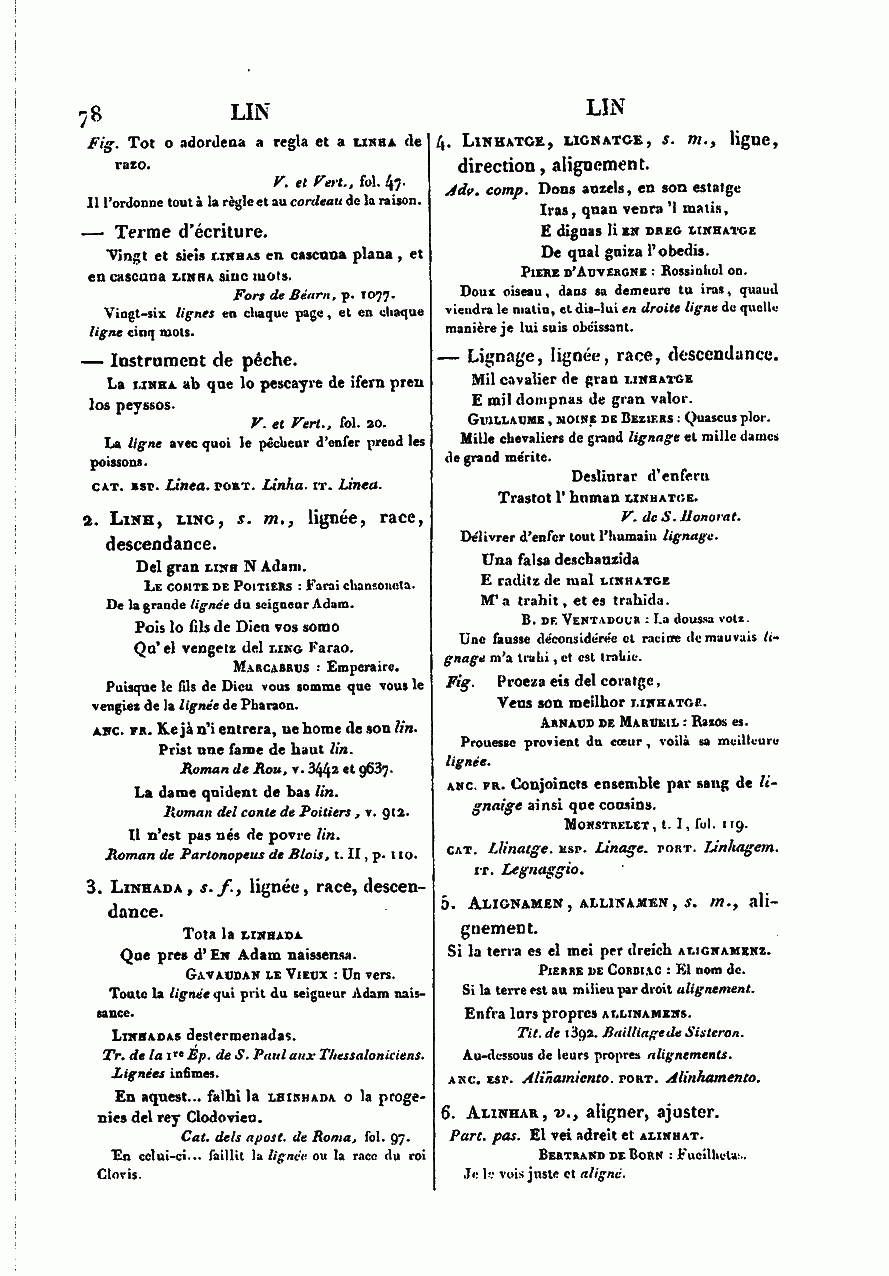 78 LIN LIN
Fig. Tot o adordena a regla et a LINHA de
razo.
V. et Vert., fol. 47.
Il l'ordonne tout à la règle et au cordeau de la raison.
— Terme d'écriture.
Vingt et sieis LINHAS en cascuna plana, et
en cascuna LINHA sinc mots.
Fors de Béarn, p. 1077.
Vingt-six lignes en chaque page, et en chaque
ligne cinq mots.
— Instrument de pêche.
La LINHA ab que lo pescayre de ifern pren
los peyssos.
V. et Vert., fol. 20.
La ligne avec quoi le pêcheur d'enfer prend les
poissons.
CAT. ESP. Linea. PORT. Linha. IT. Linea.
2. LINH, LING, s. m., lignée, race,
descendance.
Del gran LINH N Adam.
LE COMTE DE POITIERS : Farai chansoneta.
De la grande lignée du seigneur Adam.
Pois lo fils de Dieu vos somo
Qu'el vengetz del LING Farao.
MARCABRUS : Emperaire.
Puisque le fils de Dieu vous somme que vous le
vengiez de la lignée de Pharaon.
ANC. FR. Ke jà n'i entrera, ne home de son lin.
Prist une fame de haut lin.
Roman de Rou, v. 3442 et 9637.
La dame quident de bas lin.
Roman del conte de Poitiers, v. 912.
Il n'est pas nés de povre lin.
Roman de Partonopeus de Blois, t. II, p. 110.
3. LINHADA, s. f., lignée, race, descen-
dance.
Tota la LINHADA
Que pres d'EN Adam naissensa.
GAVAUDAN LE VIEUX : Un vers.
Toute la lignée qui prit du seigneur Adam nais-
sance.
LINHADAS destermenadas.
Tr. de la 1re Ép. de S. Paul aux Thessaloniciens.
Lignées infimes.
En aquest... falhi la LEINHADA o la proge-
nies del rey Clodovieu.
Cat. dels apost. de Roma, fol. 97.
En celui-ci... faillit la lignée ou la race du roi
Clovis.
4. LINHATGE, LIGNATGE, s. m., ligne,
direction, alignement.
Adv. comp. Dous auzels, en son estatge
Iras, quan venra 'l matis,
E diguas li EN DREG LINHATGE
De qual guiza l'obedis.
PIERE D'AUVERGNE : Rossinhol on.
Doux oiseau, dans sa demeure tu iras, quand
viendra le matin, et dis-lui en droite ligne de quelle
manière je lui suis obéissant.
— Lignage, lignée, race, descendance.
Mil cavalier de gran LINHATGE
E mil dompnas de gran valor.
GUILLAUME, MOINE DE BEZIERS : Quascus plor.
Mille chevaliers de grand lignage et mille dames
de grand mérite.
Desliurar d'enfern
Trastot l'human LINHATGE.
V. de S. Honorat.
Délivrer d'enfer tout l'humain lignage.
Una falsa deschauzida
E raditz de mal LINHATGE
M'a trahit, et es trahida.
B. DE VENTADOUR : La doussa votz.
Une fausse déconsidérée et racine de mauvais li-
gnage m'a trahi, et est trahie.
Fig. Proeza eis del coratge,
Veus son meilhor LINHATGE.
ARNAUD DE MARUEIL : Razos es.
Prouesse provient du cœur, voilà sa meilleure
lignée.
ANC. FR. Conjoincts ensemble par sang de li-
gnaige ainsi que cousins.
MONSTRELET, t. I, fol. 119.
CAT. Llinatge. ESP. Linage. PORT. Linhagem.
IT. Legnaggio.
5. ALIGNAMEN, ALLINAMEN, s. m., ali-
gnement.
Si la terra es el mei per dreich ALIGNAMENZ.
PIERRE DE CORBIAC : El nom de.
Si la terre est au milieu par droit alignement.
Enfra lurs propres ALLINAMENS.
Tit. de 1392. Bailliage de Sisteron.
Au-dessous de leurs propres alignements.
ANC. ESP. Aliñamiento. PORT. Alinhamento.
6. ALINHAR, v., aligner, ajuster.
Part. pas. El vei adreit et ALINHAT.
BERTRAND DE BORN : Fuilhetas.
Je le vois juste et aligné.